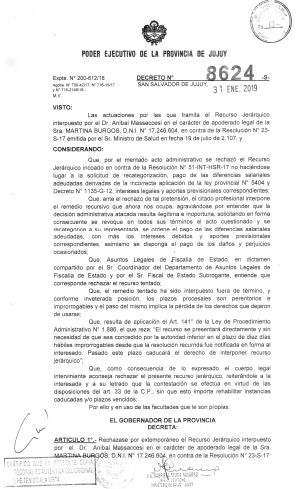 PODER EJECUTIVO DE LA PROVINCIA DE JUJUY
Expte. N° 200-612/18
DECRETO N° 8624 -S-
SAN SALVADOR DE JUJUY, 31 ENE. 2019
M.V.
VISTO:
Las actuaciones por las que tramita el Recurso Jerárquico
interpuesto por el Dr. Aníbal Massaccesi en el carácter de apoderado legal de la
Sra. MARTINA BURGOS, D.N.I. N° 17.246.604, en contra de la Resolución N° 23-
S-17 emitida por el Sr. Ministro de Salud en fecha 19 de julio de 2.107; y
CONSIDERANDO:
Que, por el mentado acto administrativo se rechazó el Recurso
Jerárquico incoado en contra de la Resolución N° 51-INT-HSR-17 no haciéndose
lugar a la solicitud de recategorización, pago de las diferencias salariales
adeudadas derivadas de la incorrecta aplicación de la ley provincial N° 5404 y
Decreto N° 1135-G-12, intereses legales y aportes previsionales correspondientes;
Que, ante el rechazo de tal pretensión, el citado profesional interpone
el remedio recursivo que ahora nos ocupa, agraviándose por entender que la
decisión administrativa atacada resulta ilegítima e inoportuna, solicitando en forma
consecuente se revoque en todos sus términos el acto cuestionado y se
recategorice a su representada se ordene el pago de las diferencias salariales
adeudadas, con más los intereses debidos y aportes previsionales
correspondientes, asimismo se disponga el pago de los daños y perjuicios
ocasionados;
Que, Asuntos Legales de Fiscalía de Estado, en dictamen
compartido por el Sr. Coordinador del Departamento de Asuntos Legales de
Fiscalía de Estado y por el Sr. Fiscal de Estado Subrogante, entiende que
corresponde rechazar el recurso tentado;
Que, el remedio tentado ha sido interpuesto fuera de término, y
conforme inveterada posición, los plazos procesales son perentorios e
improrrogables y el paso del mismo implica la pérdida de los derechos que dejaron
de usarse;
Que, resulta de aplicación el Art. 141° de la Ley de Procedimiento
Administrativo N° 1.886, el que reza: "El recurso se presentará directamente y sin
necesidad de que sea concedido por la autoridad inferior en el plazo de diez días
hábiles improrrogables desde que la resolución recurrida fue notificada en forma al
interesado. Pasado este plazo caducará el derecho de interponer recurso
jerárquico";
Que, como consecuencia de lo expresado el cuerpo legal
interviniente aconseja rechazar el presente recurso jerárquico, reiterándole a la
interesada y a su letrado que la contestación se efectúa en virtud de las
disposiciones del art. 33 de la C.P., sin que esto importe rehabilitar instancias
caducadas y/o plazos vencidos;
Por ello y en uso de las facultades que le son propias;
EL GOBERNADOR DE LA PROVINCIA
DECRETA:
ARTICULO 1°.- Rechazase por extemporáneo el Recurso Jerárquico interpuesto
por el Dr. Aníbal Massaccesi en el carácter de apoderado legal de la Sra.
MARTINA BURGOS, D.N.I. N° 17.246.604, en contra de la Resolución N° 23-S-17
CERTIFICO QUE LA PRESENTE COPIA